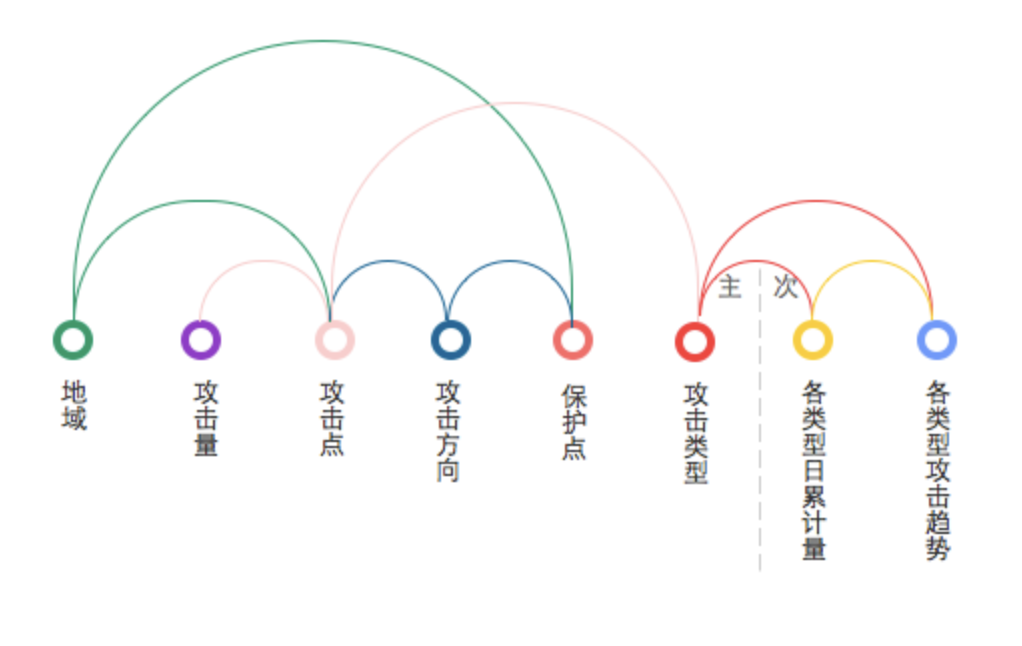 主
次
地域
攻击量
攻击点
攻击方向
保护点
攻击类型
各类型日累计量
各类型攻击趋势